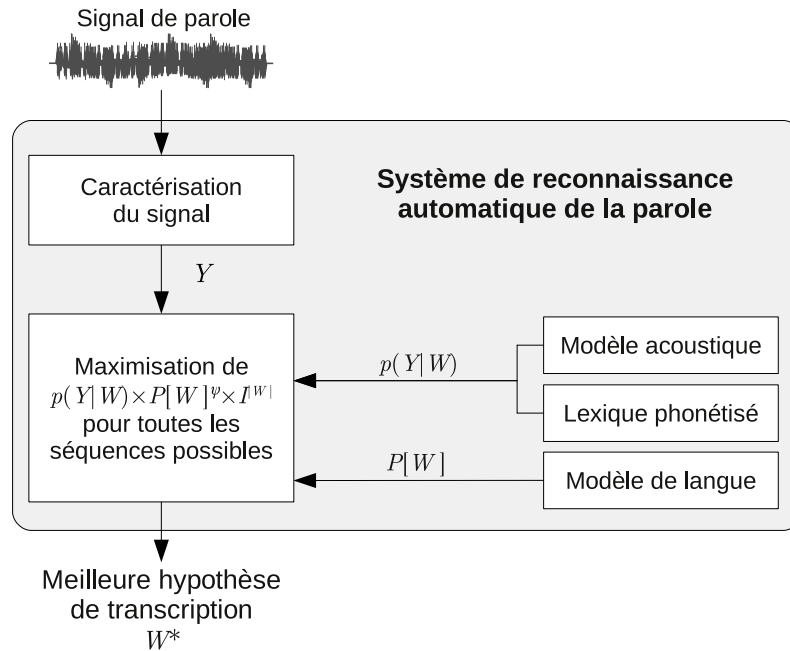 Signal de parole
Caractérisation
du signal
Système de reconnaissance
automatique de la parole
Y
Maximisation de
p(Y|W)×P[W]^ψ×I^|W|
pour toutes les
séquences possibles
p(Y|W)
Modèle acoustique
Lexique phonétisé
P[W]
Modèle de langue
Meilleure hypothèse
de transcription
W*